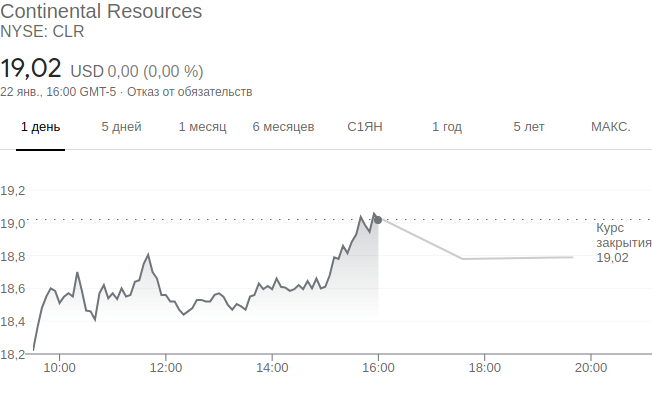 Continental Resources
NYSE: CLR
19,02 USD 0,00 (0,00 %)
22 янв., 16:00 GMT-5 · Отказ от обязательств
1 день 5 дней 1 месяц 6 месяцев С1ЯН 1 год 5 лет МАКС.
19,2
19,0
Курс
закрытия
19,02
18,8
18,6
18,4
18,2
10:00 12:00 14:00 16:00 18:00 20:00